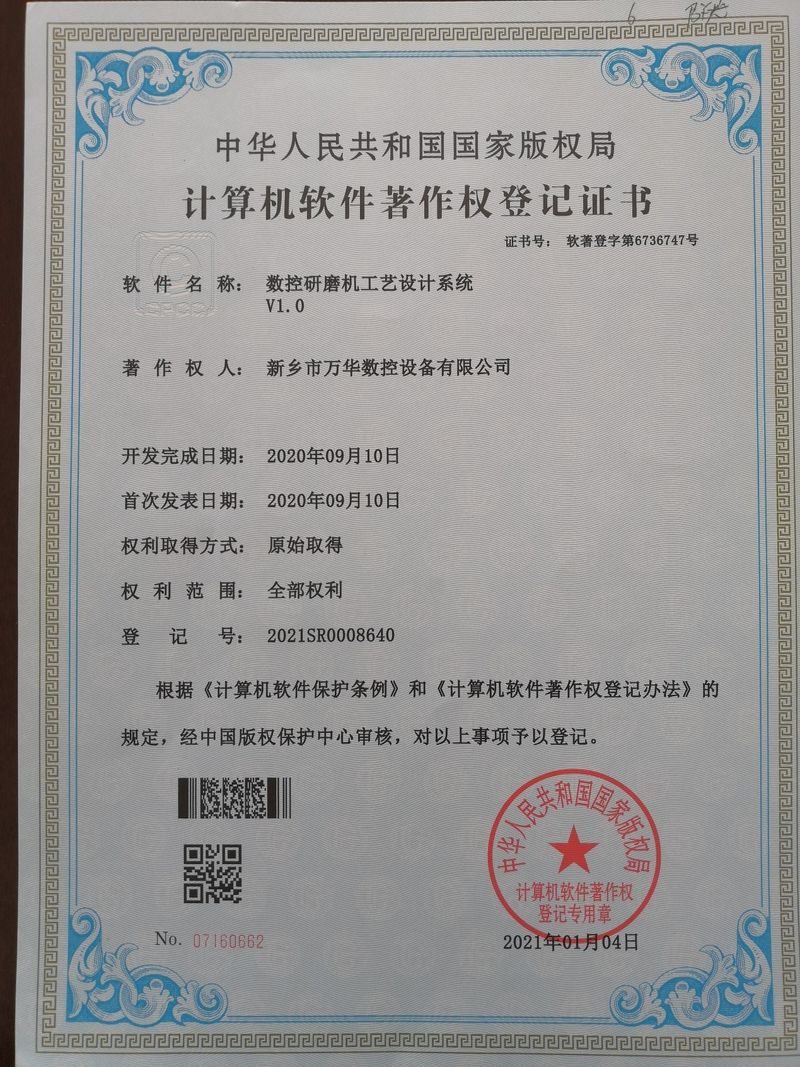 6
中华人民共和国国家版权局
计算机软件著作权登记证书
证书号： 软著登字第6736747号
软件名称： 数控研磨机工艺设计系统
V1.0
著作权人： 新乡市万华数控设备有限公司
开发完成日期： 2020年09月10日
首次发表日期： 2020年09月10日
权利取得方式： 原始取得
权利范围： 全部权利
登记号： 2021SR0008640
根据《计算机软件保护条例》和《计算机软件著作权登记办法》的
规定，经中国版权保护中心审核，对以上事项予以登记。
中华人民共和国国家版权局
计算机软件著作权
登记专用章
No. 07160662
2021年01月04日